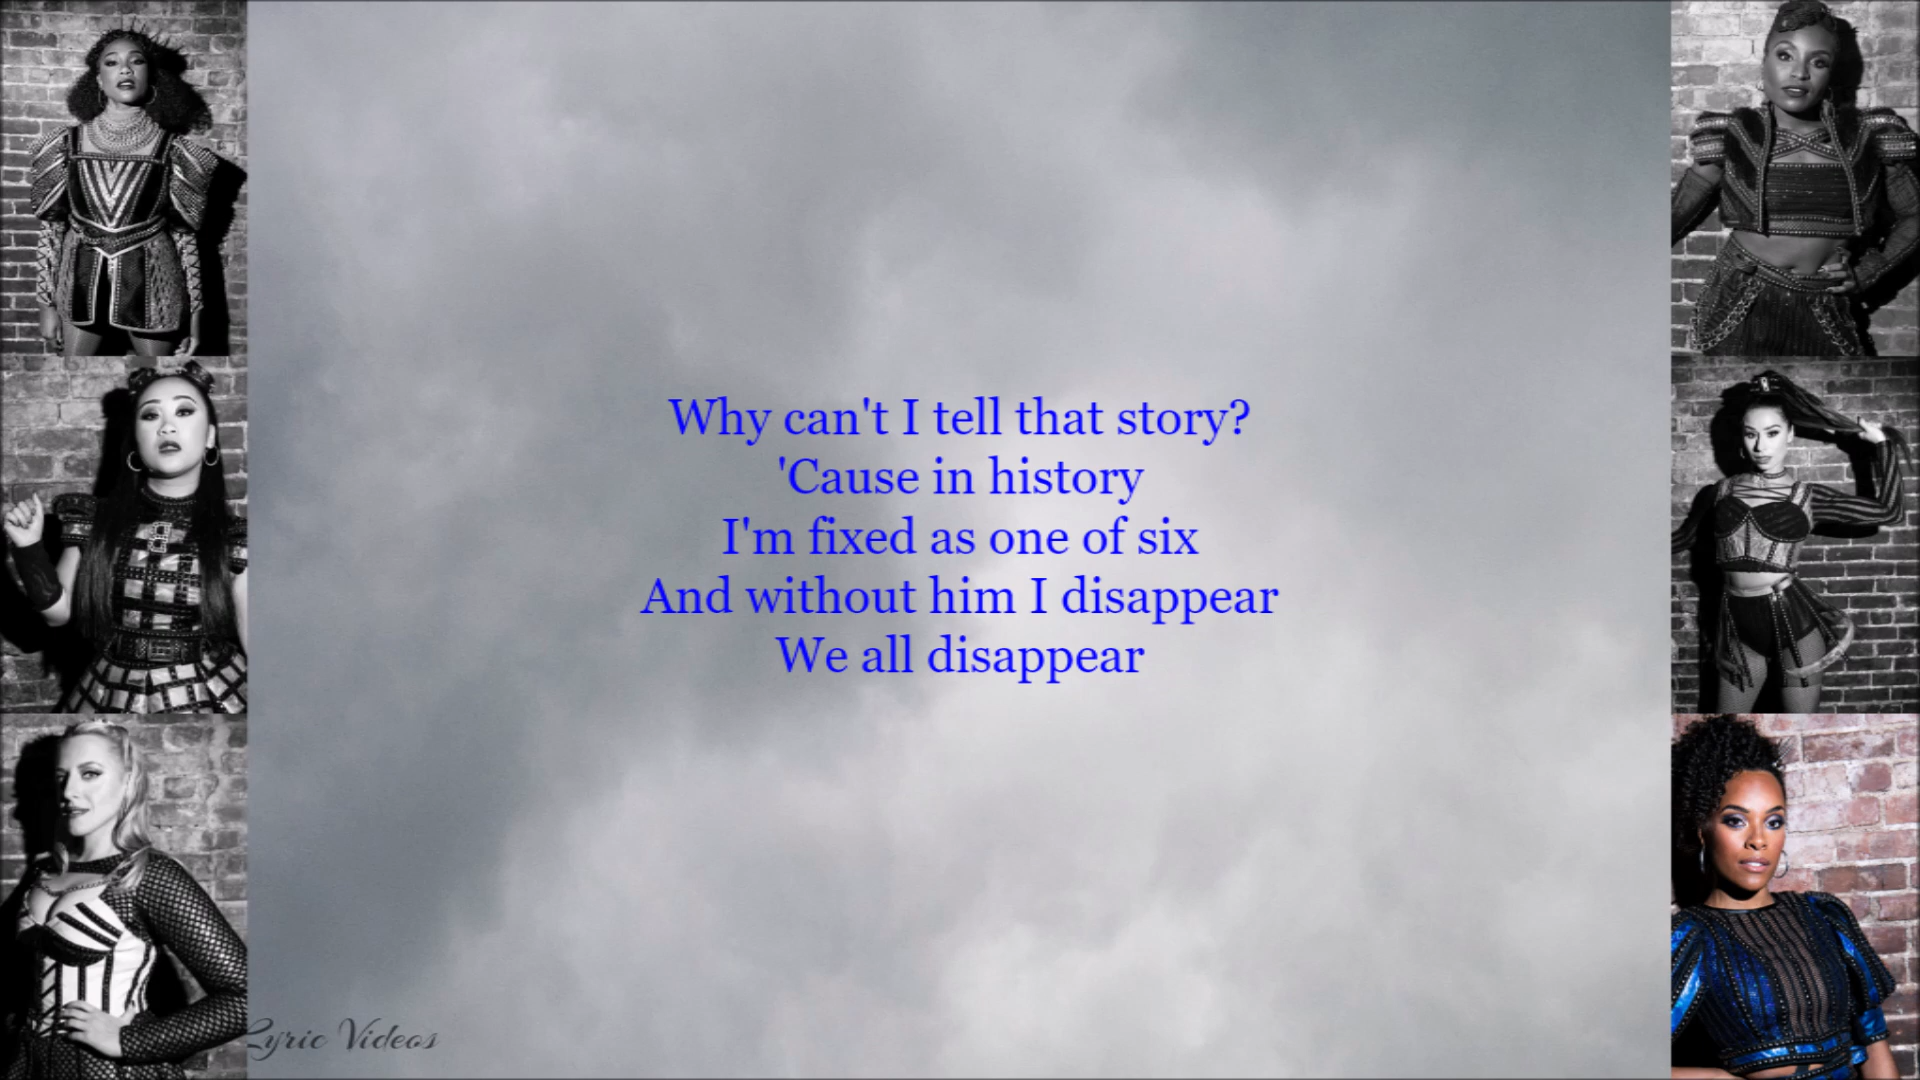 Why can't I tell that story?
'Cause in history
I'm fixed as one of six
And without him I disappear
We all disappear
Lyric Videos